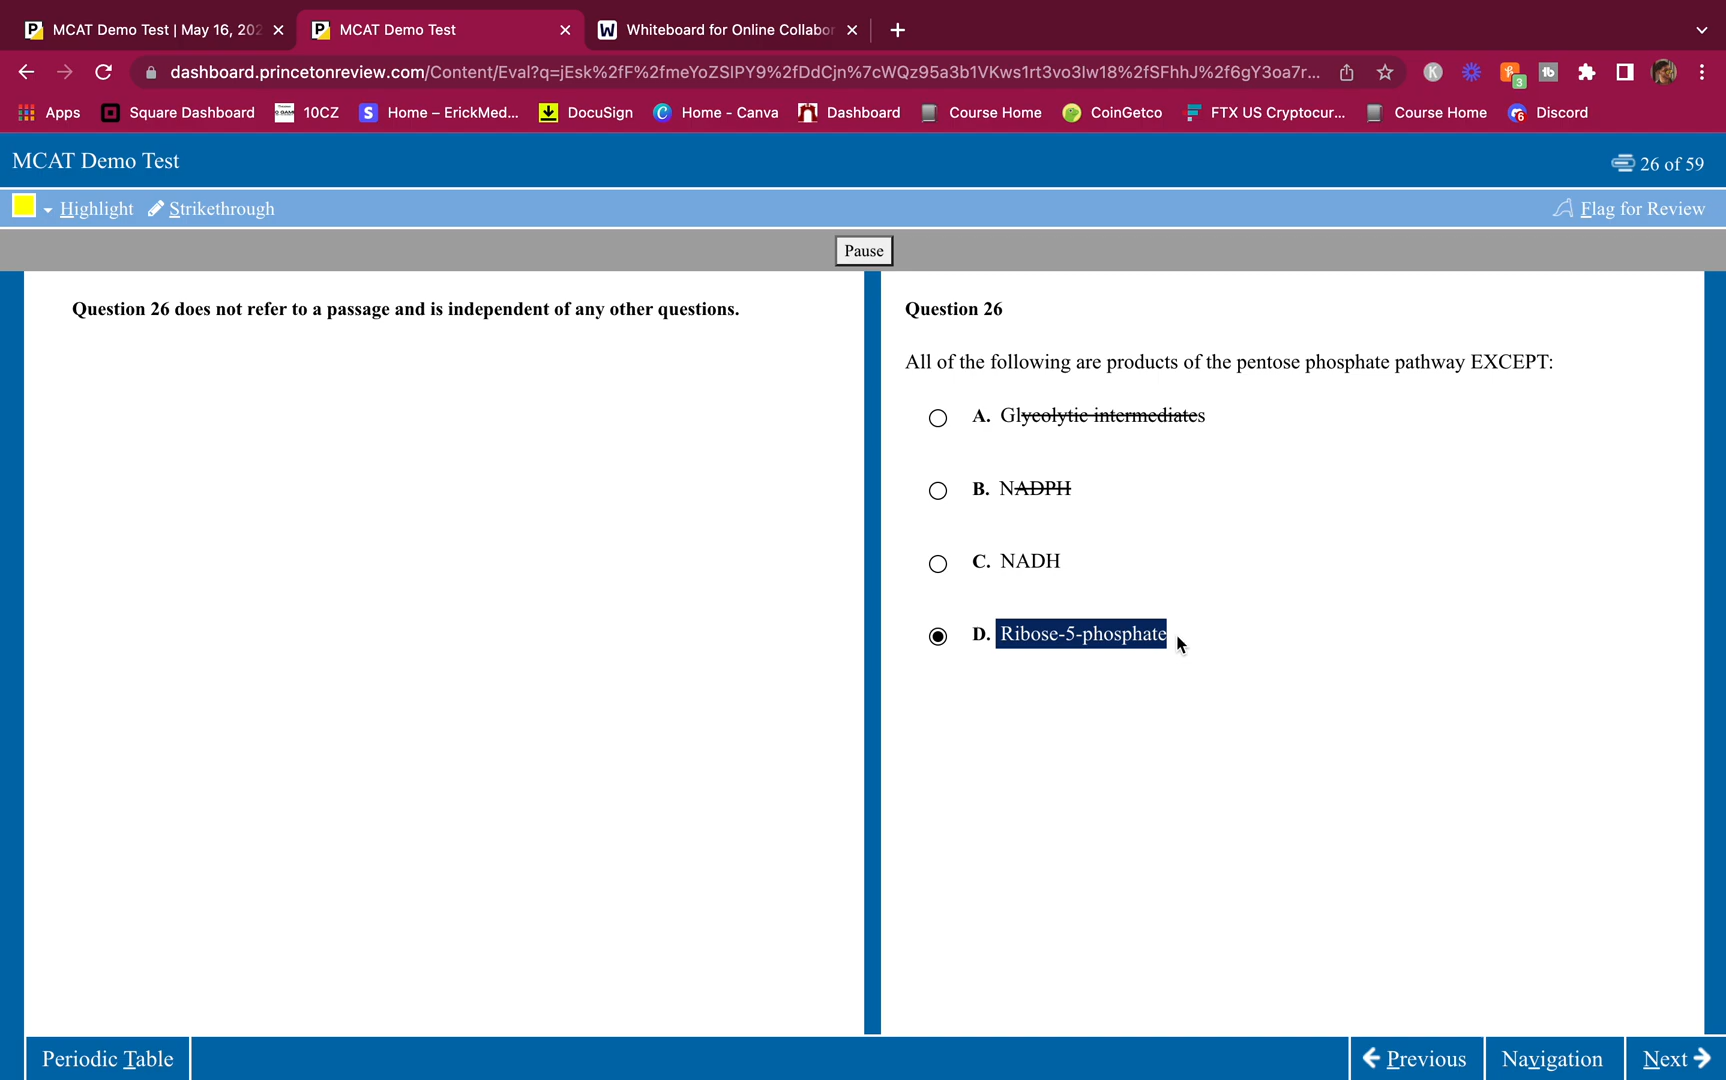 MCAT Demo Test | May 16, 202
MCAT Demo Test
Whiteboard for Online Collabor
dashboard.princetonreview.com/Content/Eval?q=jEsk%2fF%2fmeYoZSlPY9%2fDdCjn%7cWQz95a3b1VKws1rt3vo3lw18%2fSFhhJ%2f6gY3oa7r...
Apps Square Dashboard 10CZ Home – ErickMed... DocuSign Home - Canva Dashboard Course Home CoinGetco FTX US Cryptocur... Course Home Discord
MCAT Demo Test 26 of 59
Highlight Strikethrough Flag for Review
Pause
Question 26 does not refer to a passage and is independent of any other questions.
Question 26
All of the following are products of the pentose phosphate pathway EXCEPT:
A. Glycolytic intermediates
B. NADPH
C. NADH
D. Ribose-5-phosphate
Periodic Table Previous Navigation Next